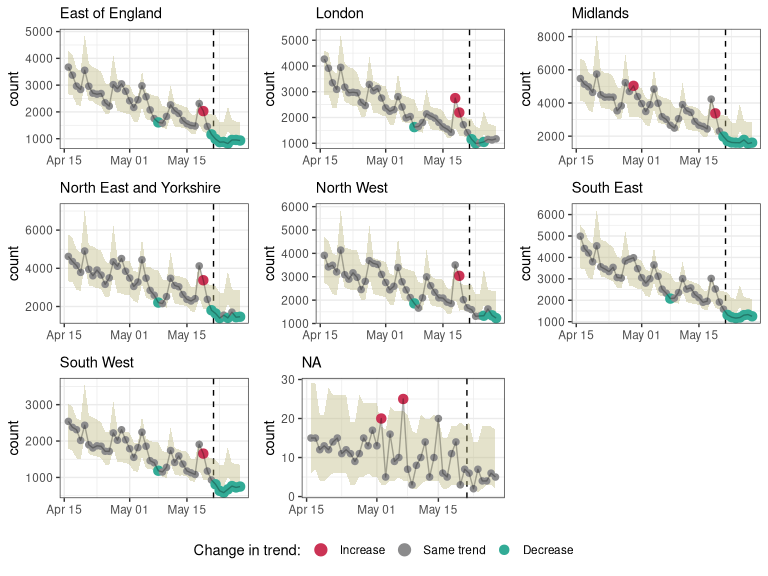 East of England
London
Midlands
5000
4000
3000
2000
1000
count
Apr 15
May 01
May 15
5000
4000
3000
2000
1000
count
Apr 15
May 01
May 15
8000
6000
4000
2000
count
Apr 15
May 01
May 15
North East and Yorkshire
North West
South East
6000
4000
2000
count
Apr 15
May 01
May 15
6000
5000
4000
3000
2000
1000
count
Apr 15
May 01
May 15
6000
5000
4000
3000
2000
1000
count
Apr 15
May 01
May 15
South West
NA
3000
2000
1000
count
Apr 15
May 01
May 15
30
20
10
0
count
Apr 15
May 01
May 15
Change in trend: Increase Same trend Decrease